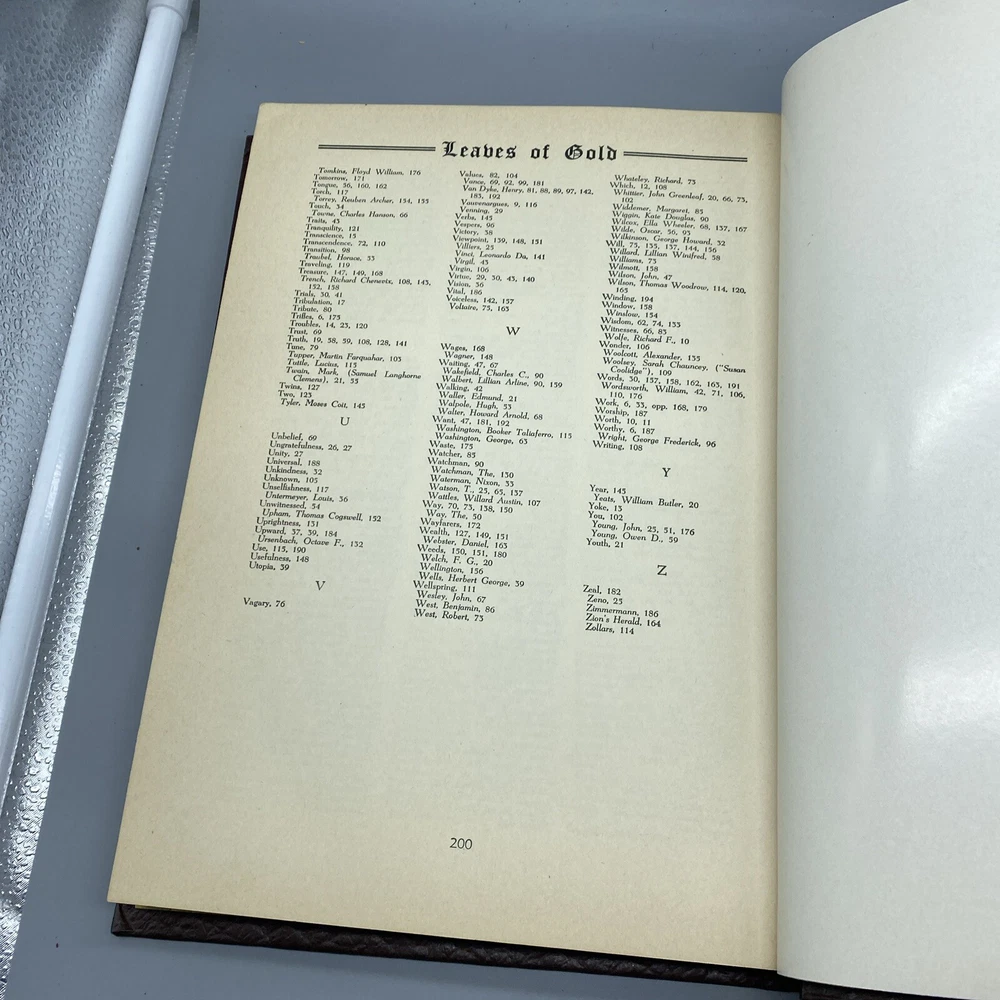 Leaves of Gold
Tomkins, Floyd William, 176
Tomorrow, 171
Tongue, 36, 160, 162
Torch, 117
Torrey, Reuben Archer, 134, 135
Touch, 34
Towne, Charles Hanson, 66
Traits, 43
Tranquility, 121
Transcience, 15
Transcendence, 72, 110
Transition, 98
Traubel, Horace, 33
Traveling, 119
Treasure, 147, 149, 168
Trench, Richard Chenevix, 108, 143,
152, 158
Trials, 30, 41
Tribulation, 17
Tribute, 80
Trifles, 6, 173
Troubles, 14, 23, 120
Trust, 69
Truth, 19, 38, 59, 108, 128, 141
Tune, 79
Tupper, Martin Farquahar, 103
Tuttle, Lucius, 115
Twain, Mark, (Samuel Langhorne
Clemens), 21, 35
Twins, 127
Two, 123
Tyler, Moses Coit, 145
U
Unbelief, 69
Ungratefulness, 26, 27
Unity, 27
Universal, 188
Unkindness, 32
Unknown, 105
Unselfishness, 117
Untermeyer, Louis, 36
Unwitnessed, 54
Upham, Thomas Cogswell, 152
Uprightness, 131
Upward, 37, 39, 184
Ursenbach, Octave F., 132
Use, 115, 190
Usefulness, 148
Utopia, 39
V
Vagary, 76
Values, 82, 104
Vance, 69, 92, 99, 181
Van Dyke, Henry, 81, 88, 89, 97, 142,
183, 192
Vauvenargues, 9, 116
Venning, 29
Verbs, 145
Vespers, 96
Victory, 58
Viewpoint, 139, 148, 151
Villiers, 23
Vinci, Leonardo Da, 141
Virgil, 43
Virgin, 106
Virtue, 29, 30, 43, 140
Vision, 36
Vital, 186
Voiceless, 142, 157
Voltaire, 75, 163
W
Wages, 168
Wagner, 148
Waiting, 47, 67
Wakefield, Charles C., 90
Walbert, Lillian Arline, 90, 159
Walking, 42
Waller, Edmund, 21
Walpole, Hugh, 53
Walter, Howard Arnold, 68
Want, 47, 181, 192
Washington, Booker Taliaferro, 115
Washington, George, 63
Waste, 175
Watcher, 85
Watchman, 90
Watchman, The, 130
Waterman, Nixon, 33
Watson, T., 25, 65, 137
Wattles, Willard Austin, 107
Way, 70, 73, 138, 150
Way, The, 50
Wayfarers, 172
Wealth, 127, 149, 151
Webster, Daniel, 163
Weeds, 150, 151, 180
Welch, F. G., 20
Wellington, 156
Wells, Herbert George, 39
Wellspring, 111
Wesley, John, 67
West, Benjamin, 86
West, Robert, 73
Whateley, Richard, 73
Which, 12, 108
Whittier, John Greenleaf, 20, 66, 73,
102
Widdemer, Margaret, 85
Wiggin, Kate Douglas, 90
Wilcox, Ella Wheeler, 68, 137, 167
Wilde, Oscar, 56, 93
Wilkinson, George Howard, 32
Will, 75, 135, 137, 144, 156
Willard, Lillian Winifred, 58
Williams, 73
Wilmott, 158
Wilson, John, 47
Wilson, Thomas Woodrow, 114, 120,
165
Winding, 194
Window, 158
Winslow, 154
Wisdom, 62, 74, 133
Witnesses, 66, 83
Wolfe, Richard F., 10
Wonder, 106
Woolcott, Alexander, 135
Woolsey, Sarah Chauncey, ("Susan
Coolidge"), 109
Words, 30, 157, 158, 162, 163, 191
Wordsworth, William, 42, 71, 106,
110, 176
Work, 6, 33, opp. 168, 179
Worship, 187
Worth, 10, 11
Worthy, 6, 187
Wright, George Frederick, 96
Writing, 108
Y
Year, 145
Yeats, William Butler, 20
Yoke, 13
You, 102
Young, John, 25, 51, 176
Young, Owen D., 59
Youth, 21
Z
Zeal, 182
Zeno, 25
Zimmermann, 186
Zion's Herald, 164
Zollars, 114
200